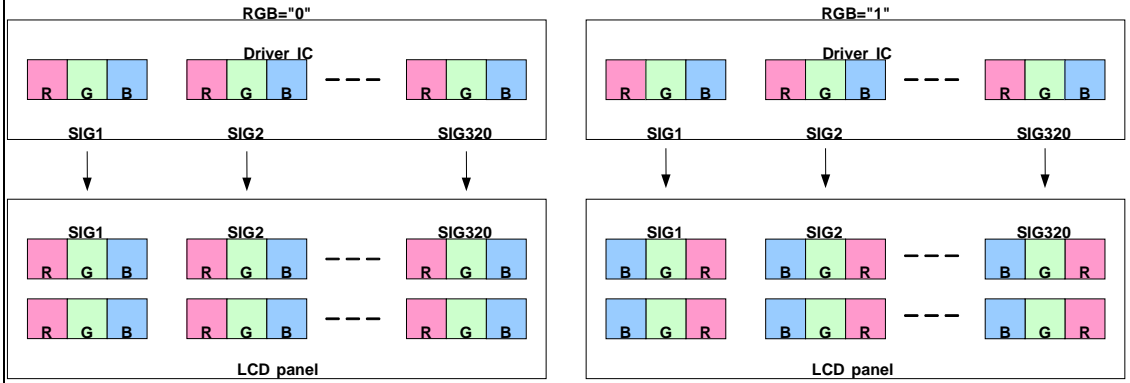 RGB="0"
Driver IC
R G B R G B R G B
SIG1 SIG2 SIG320
SIG1 SIG2 SIG320
R G B R G B R G B
R G B R G B R G B
LCD panel
RGB="1"
Driver IC
R G B R G B R G B
SIG1 SIG2 SIG320
SIG1 SIG2 SIG320
B G R B G R B G R
B G R B G R B G R
LCD panel